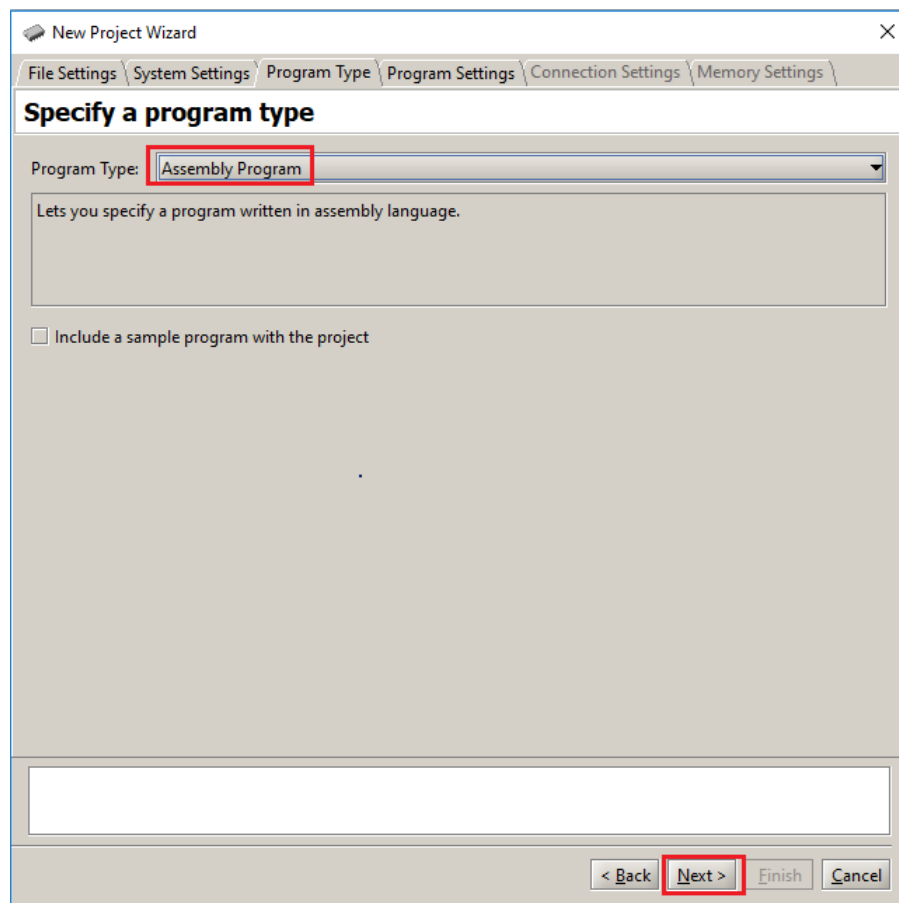 New Project Wizard
File Settings System Settings Program Type Program Settings Connection Settings Memory Settings
Specify a program type
Program Type: Assembly Program
Lets you specify a program written in assembly language.
Include a sample program with the project
< Back Next > Finish Cancel